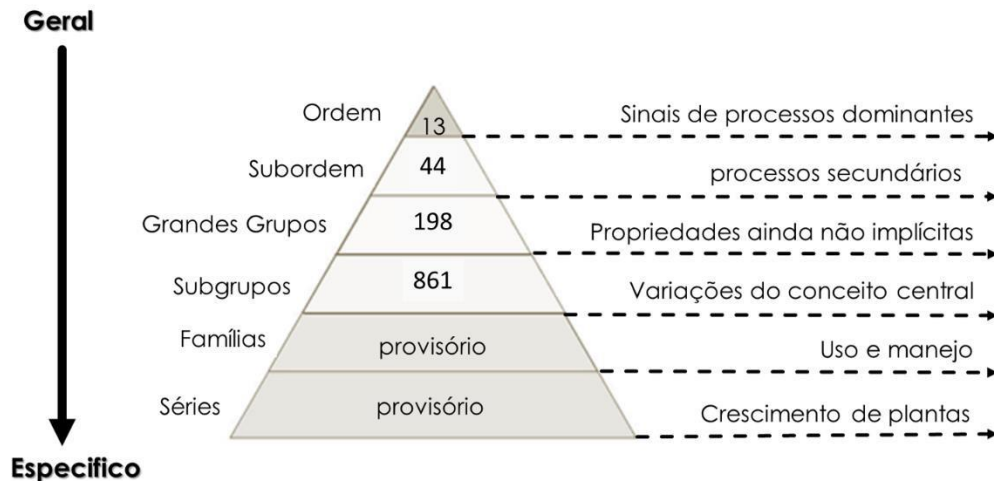 Geral
Ordem
13
Sinais de processos dominantes
Subordem
44
processos secundários
Grandes Grupos
198
Propriedades ainda não implícitas
Subgrupos
861
Variações do conceito central
Famílias
provisório
Uso e manejo
Séries
provisório
Crescimento de plantas
Especifico